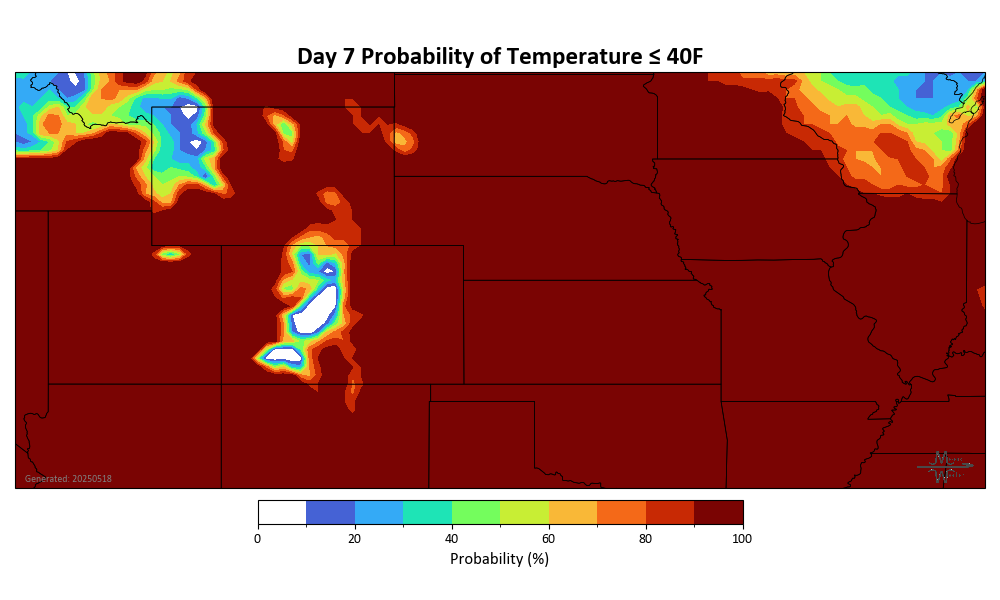 Day 7 Probability of Temperature ≤ 40F
Generated: 20250518
0 20 40 60 80 100
Probability (%)